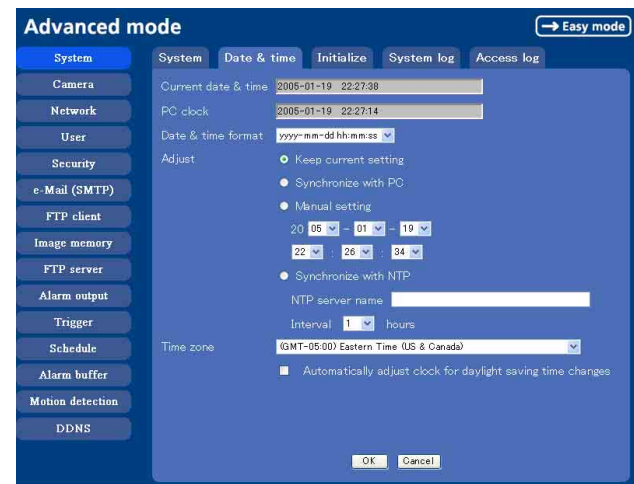 Advanced mode
→ Easy mode
System
Camera
Network
User
Security
e-Mail (SMTP)
FTP client
Image memory
FTP server
Alarm output
Trigger
Schedule
Alarm buffer
Motion detection
DDNS
System Date & time Initialize System log Access log
Current date & time 2005-01-19 22:27:38
PC clock 2005-01-19 22:27:14
Date & time format yyyy-mm-dd hh:mm:ss
Adjust Keep current setting
Synchronize with PC
Manual setting
20 05 - 01 - 19
22 : 26 : 34
Synchronize with NTP
NTP server name
Interval 1 hours
Time zone (GMT-05:00) Eastern Time (US & Canada)
Automatically adjust clock for daylight saving time changes
OK Cancel